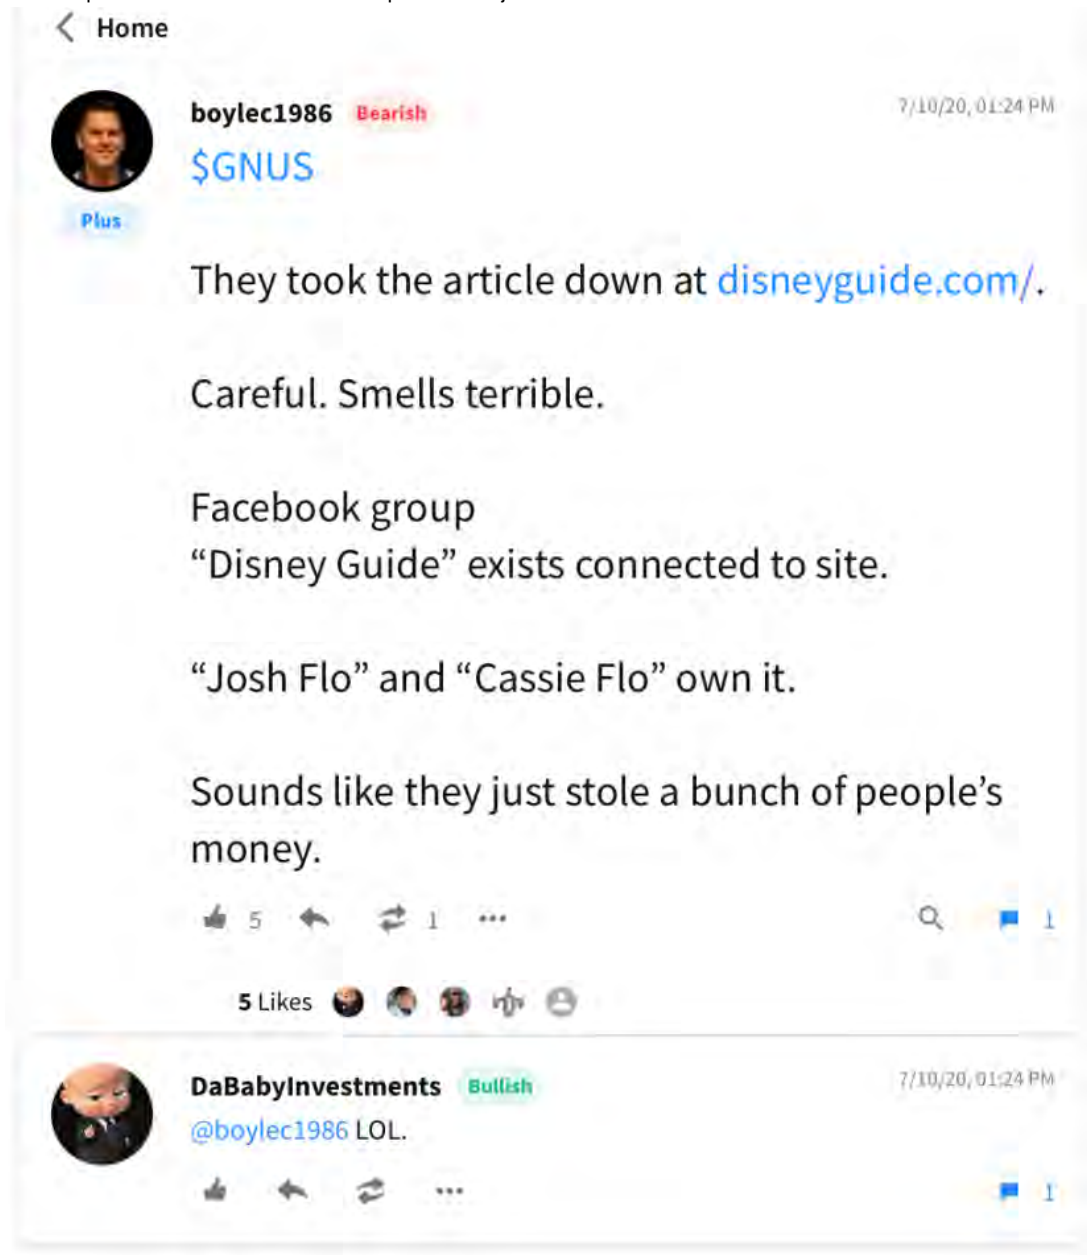 Home
boylec1986 Bearish 7/10/20, 01:24 PM
$GNUS
Plus
They took the article down at disneyguide.com/.
Careful. Smells terrible.
Facebook group
“Disney Guide” exists connected to site.
“Josh Flo” and “Cassie Flo” own it.
Sounds like they just stole a bunch of people’s
money.
5 1 1
5 Likes
DaBabyInvestments Bullish 7/10/20, 01:24 PM
@boylec1986 LOL.
1